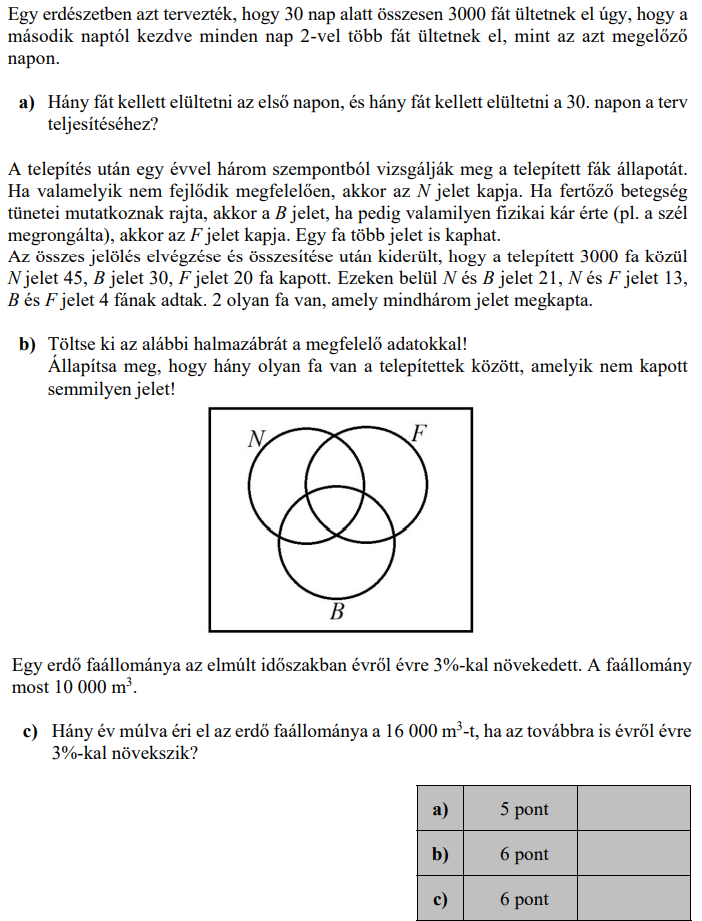 Egy erdészetben azt tervezték, hogy 30 nap alatt összesen 3000 fát ültetnek el úgy, hogy a
második naptól kezdve minden nap 2-vel több fát ültetnek el, mint az azt megelőző
napon.
a) Hány fát kellett elültetni az első napon, és hány fát kellett elültetni a 30. napon a terv
teljesítéséhez?
A telepítés után egy évvel három szempontból vizsgálják meg a telepített fák állapotát.
Ha valamelyik nem fejlődik megfelelően, akkor az N jelet kapja. Ha fertőző betegség
tünetei mutatkoznak rajta, akkor a B jelet, ha pedig valamilyen fizikai kár érte (pl. a szél
megrongálta), akkor az F jelet kapja. Egy fa több jelet is kaphat.
Az összes jelölés elvégzése és összesítése után kiderült, hogy a telepített 3000 fa közül
N jelet 45, B jelet 30, F jelet 20 fa kapott. Ezeken belül N és B jelet 21, N és F jelet 13,
B és F jelet 4 fának adtak. 2 olyan fa van, amely mindhárom jelet megkapta.
b) Töltse ki az alábbi halmazábrát a megfelelő adatokkal!
Állapítsa meg, hogy hány olyan fa van a telepítettek között, amelyik nem kapott
semmilyen jelet!
N F
B
Egy erdő faállománya az elmúlt időszakban évről évre 3%-kal növekedett. A faállomány
most 10 000 m³.
c) Hány év múlva éri el az erdő faállománya a 16 000 m³-t, ha az továbbra is évről évre
3%-kal növekszik?
a) 5 pont
b) 6 pont
c) 6 pont